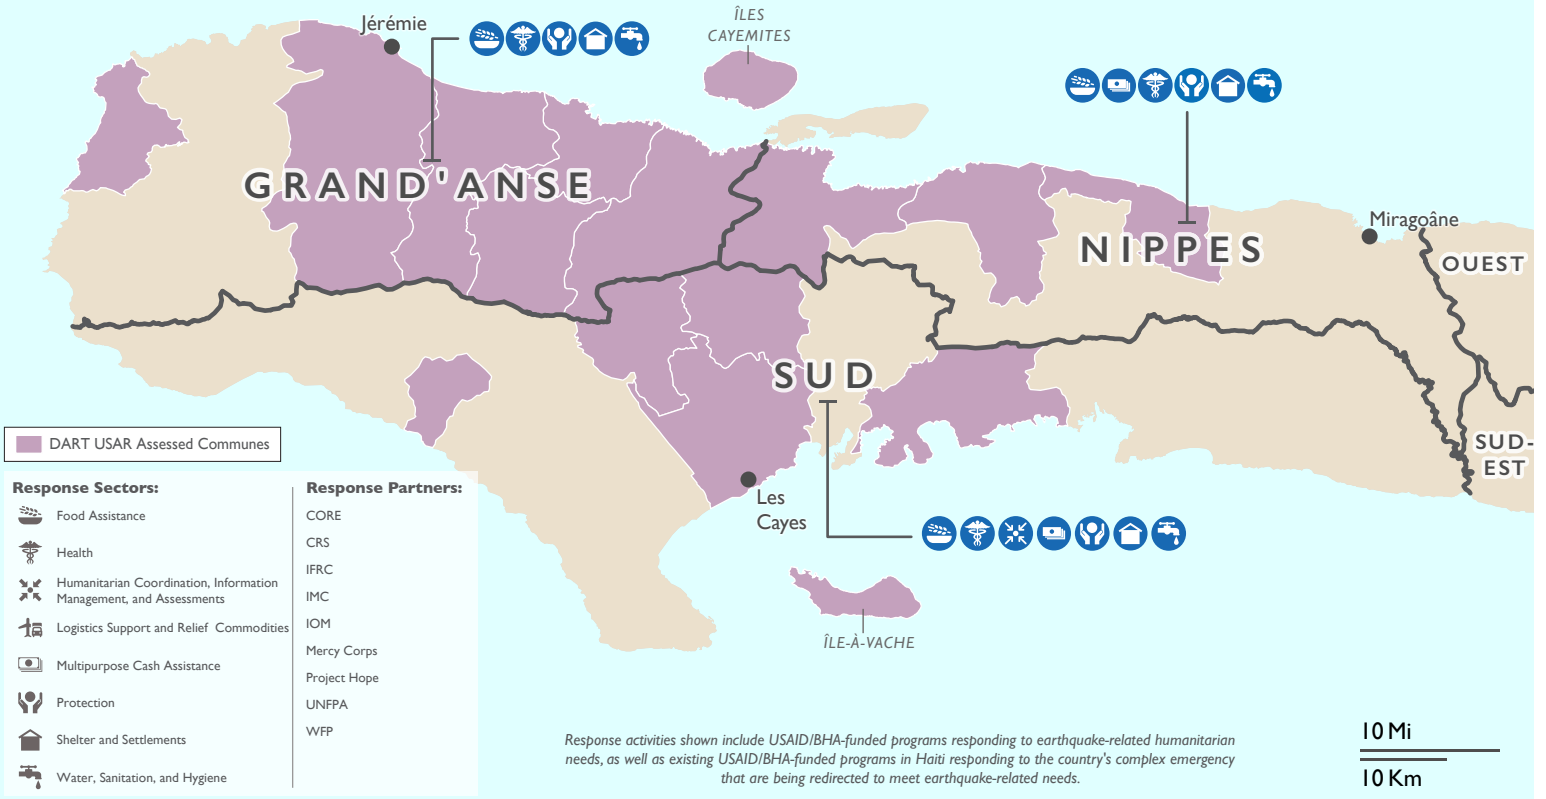 ÎLES
CAYEMITES
Jérémie
GRAND'ANSE
Miragoâne
NIPPES
OUEST
SUD
SUD-
EST
DART USAR Assessed Communes
Les
Cayes
Response Sectors:
Food Assistance
Health
Humanitarian Coordination, Information
Management, and Assessments
Logistics Support and Relief Commodities
Multipurpose Cash Assistance
Protection
Shelter and Settlements
Water, Sanitation, and Hygiene
Response Partners:
CORE
CRS
IFRC
IMC
IOM
Mercy Corps
Project Hope
UNFPA
WFP
ÎLE-À-VACHE
Response activities shown include USAID/BHA-funded programs responding to earthquake-related humanitarian
needs, as well as existing USAID/BHA-funded programs in Haiti responding to the country's complex emergency
that are being redirected to meet earthquake-related needs.
10 Mi
10 Km